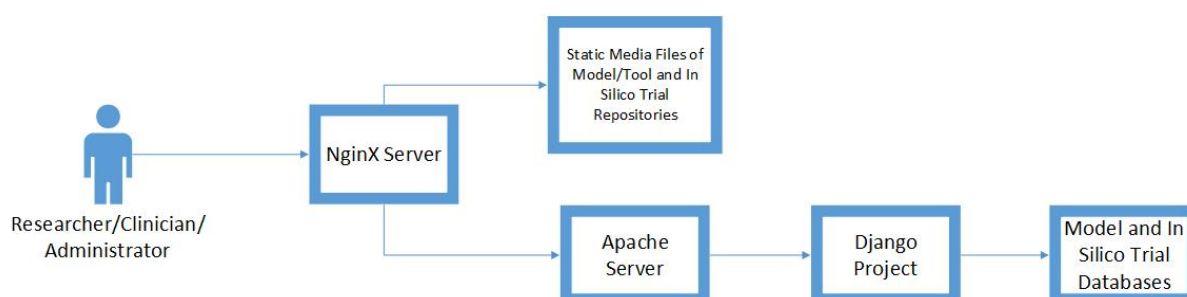 Static Media Files of
Model/Tool and In
Silico Trial
Repositories
NginX Server
Researcher/Clinician/
Administrator
Apache
Server
Django
Project
Model and In
Silico Trial
Databases